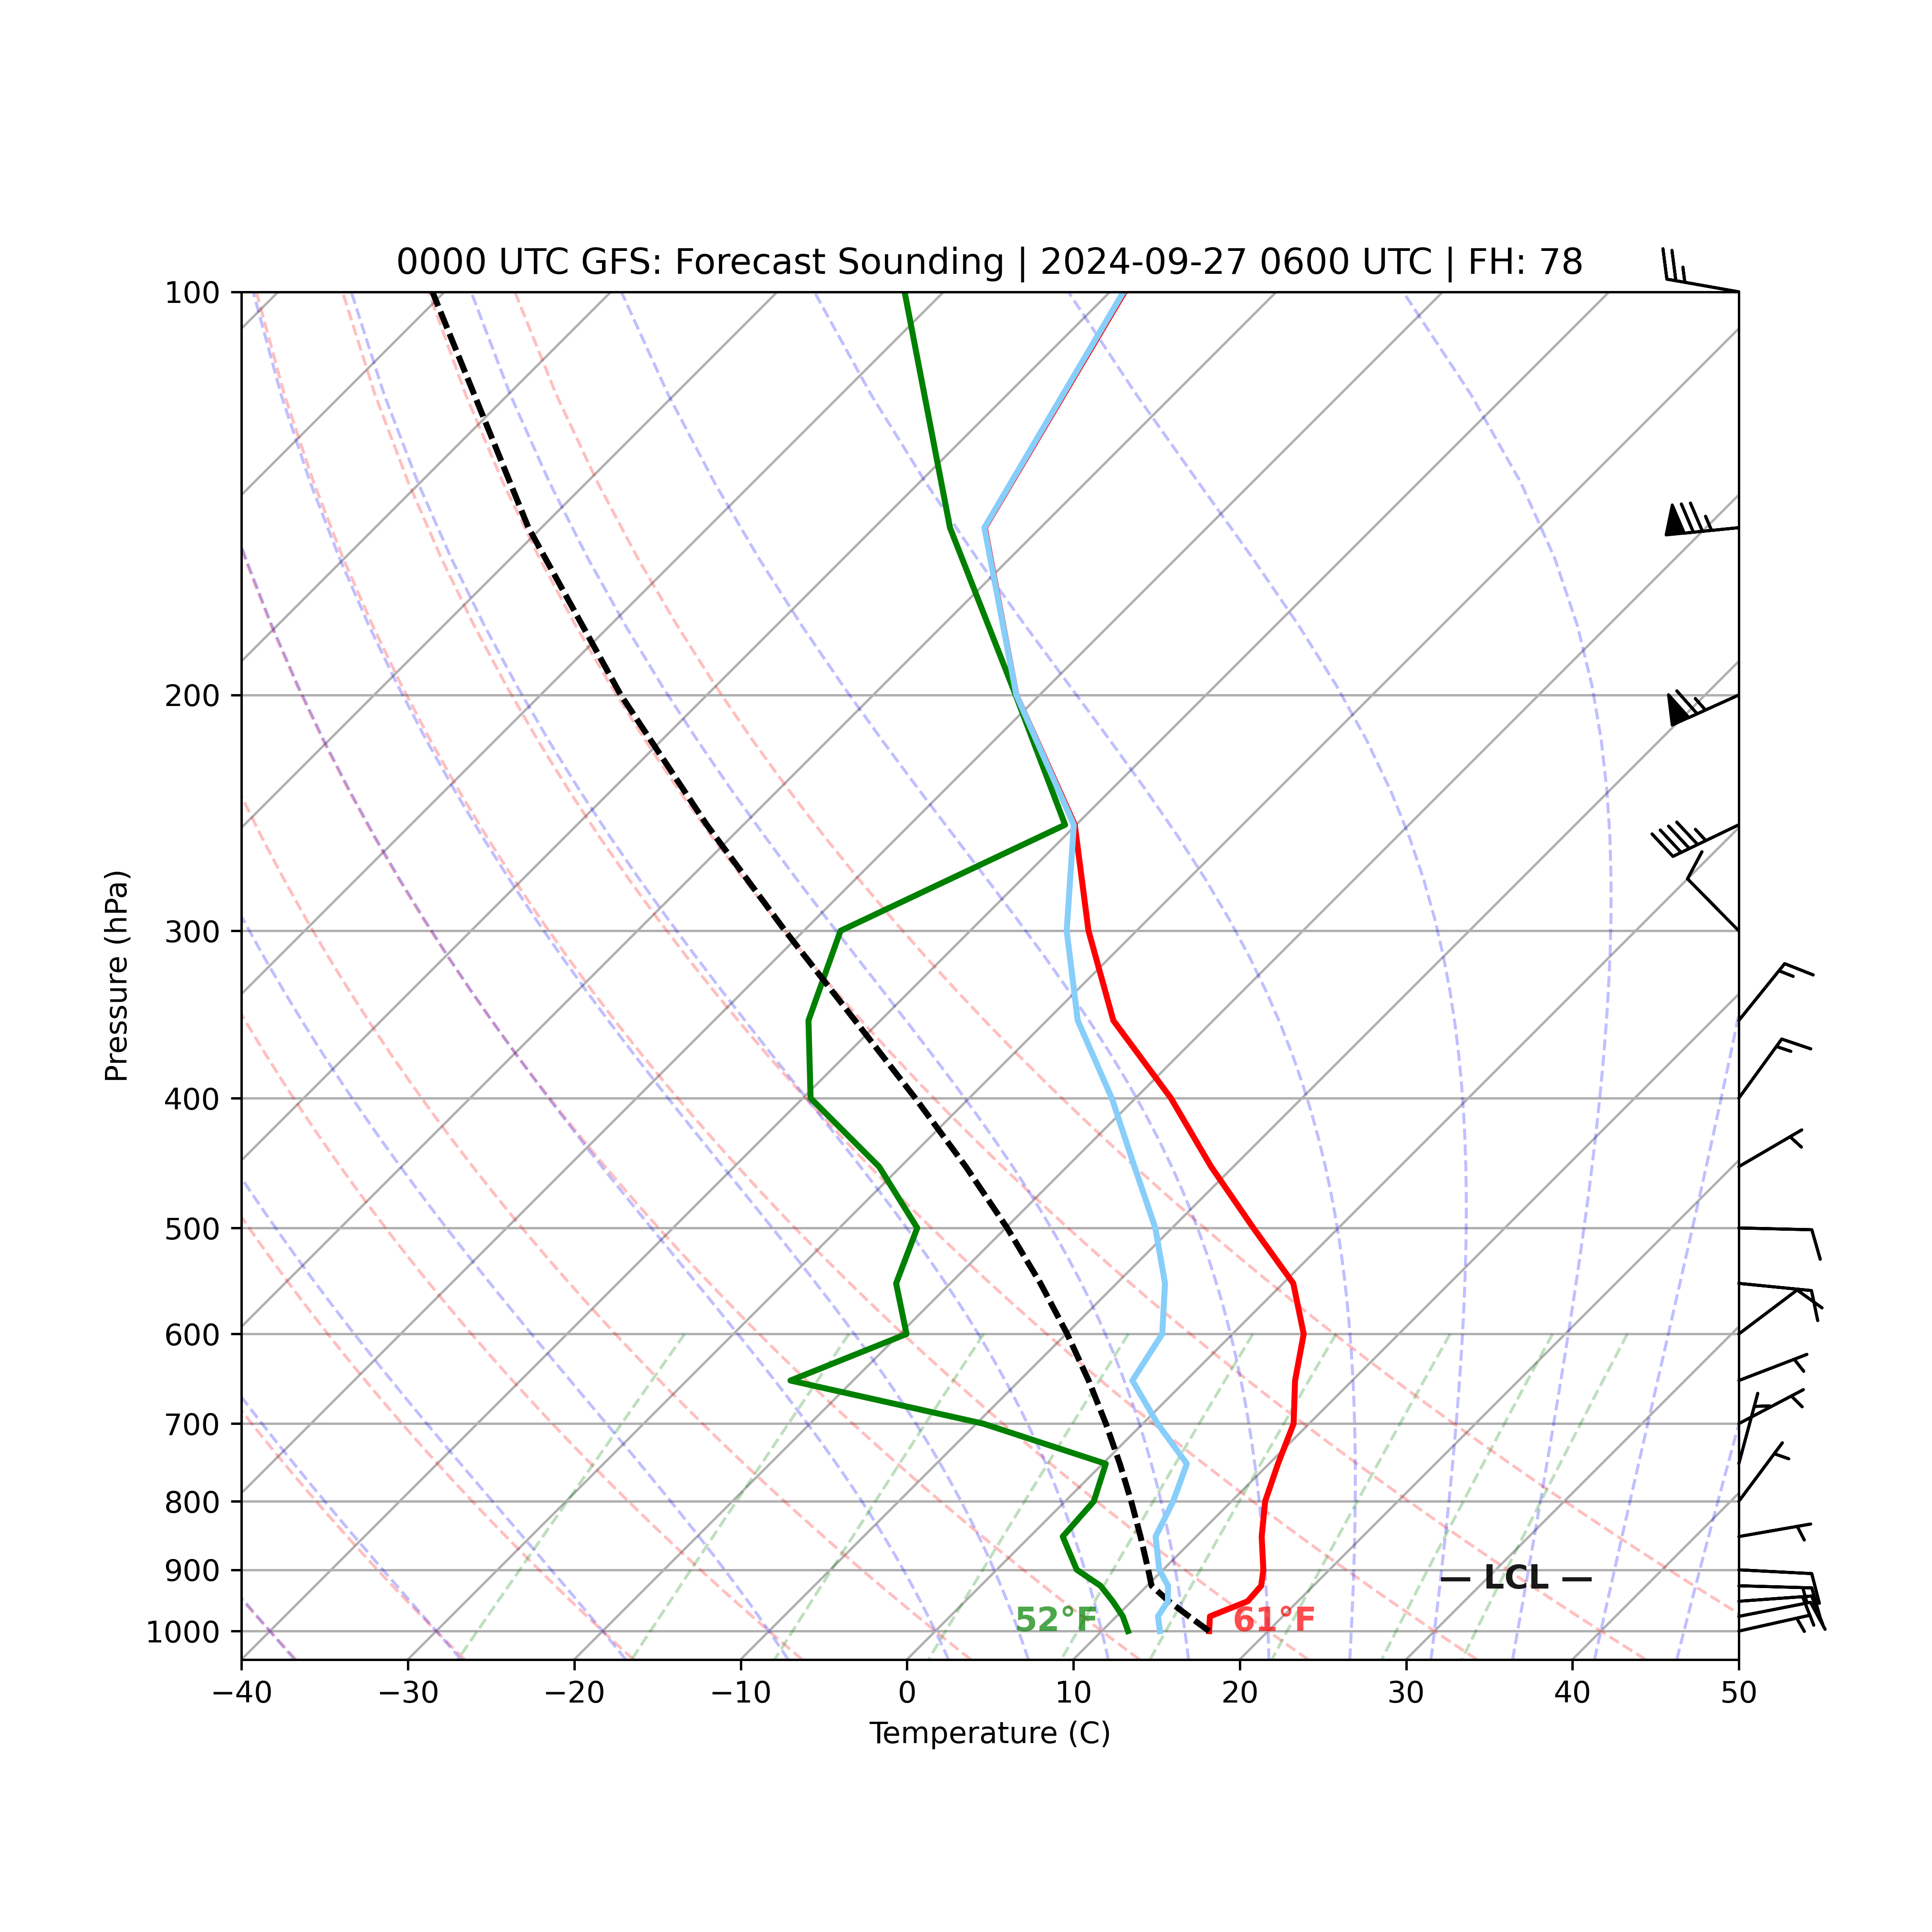 0000 UTC GFS: Forecast Sounding | 2024-09-27 0600 UTC | FH: 78
100
200
300
400
500
600
700
800
900
1000
Pressure (hPa)
— LCL —
52°F
61°F
−40 −30 −20 −10 0 10 20 30 40 50
Temperature (C)